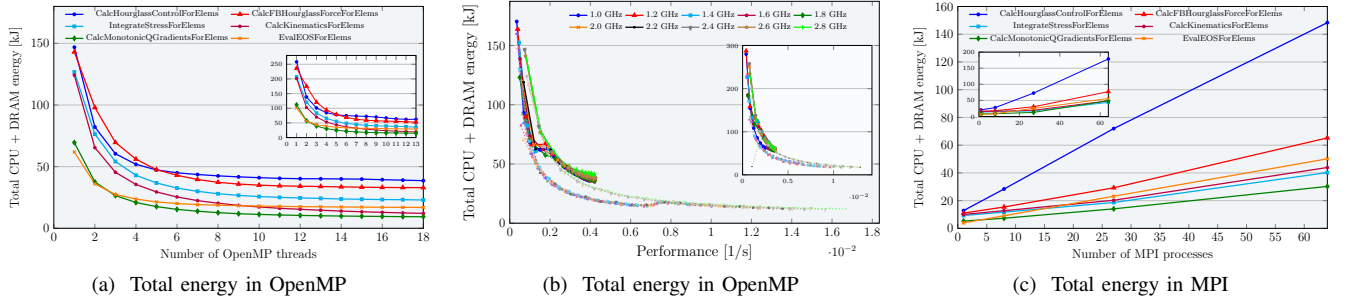 CalcHourglassControlForElems
CalcFBHourglassForceForElems
IntegrateStressForElems
CalcKinematicsForElems
CalcMonotonicQGradientsForElems
EvalEOSForElems
Total CPU + DRAM energy [kJ]
150
100
50
0
0 2 4 6 8 10 12 14 16 18
Number of OpenMP threads
250
200
150
100
50
0
1 2 3 4 5 6 7 8 9 10 11 12 13
(a) Total energy in OpenMP
1.0 GHz 1.2 GHz 1.4 GHz 1.6 GHz 1.8 GHz
2.0 GHz 2.2 GHz 2.4 GHz 2.6 GHz 2.8 GHz
Total CPU + DRAM energy [kJ]
150
100
50
0
0 0.2 0.4 0.6 0.8 1 1.2 1.4 1.6 1.8
Performance [1/s]
·10−2
300
200
100
0
0 0.5 1
·10−2
(b) Total energy in OpenMP
CalcHourglassControlForElems
CalcFBHourglassForceForElems
IntegrateStressForElems
CalcKinematicsForElems
CalcMonotonicQGradientsForElems
EvalEOSForElems
Total CPU + DRAM energy [kJ]
160
140
120
100
80
60
40
20
0
0 5 10 15 20 25 30 35 40 45 50 55 60
Number of MPI processes
200
150
100
50
0
0 20 40 60
(c) Total energy in MPI